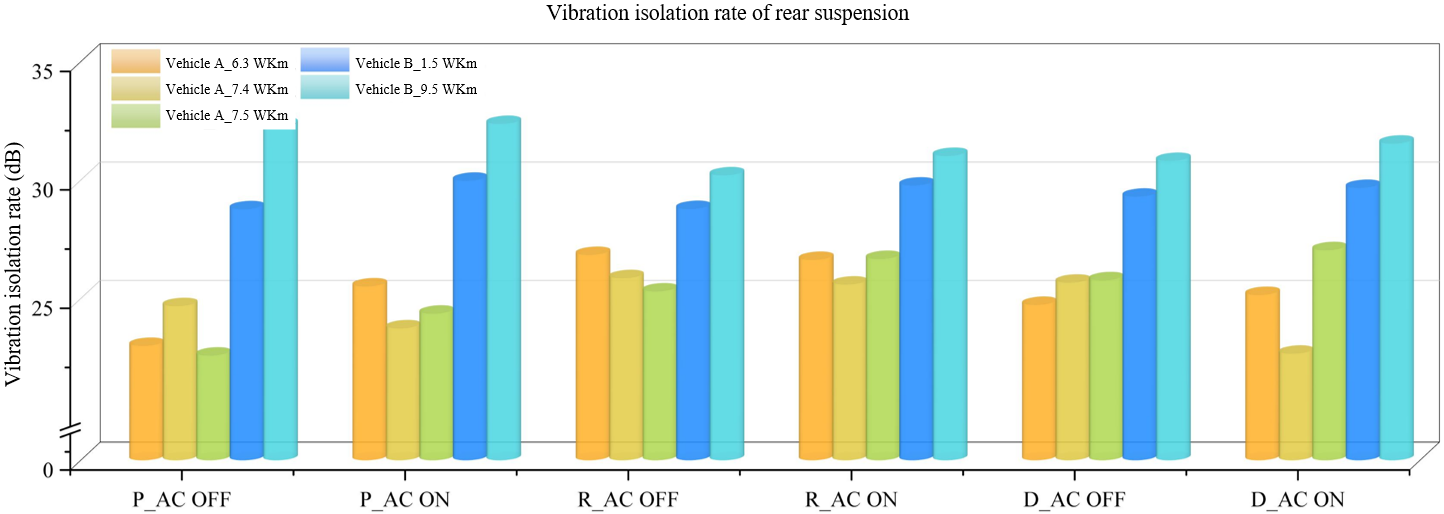 Vibration isolation rate of rear suspension
Vehicle A_6.3 WKm
Vehicle A_7.4 WKm
Vehicle A_7.5 WKm
Vehicle B_1.5 WKm
Vehicle B_9.5 WKm
Vibration isolation rate (dB)
35
30
25
0
P_AC OFF
P_AC ON
R_AC OFF
R_AC ON
D_AC OFF
D_AC ON